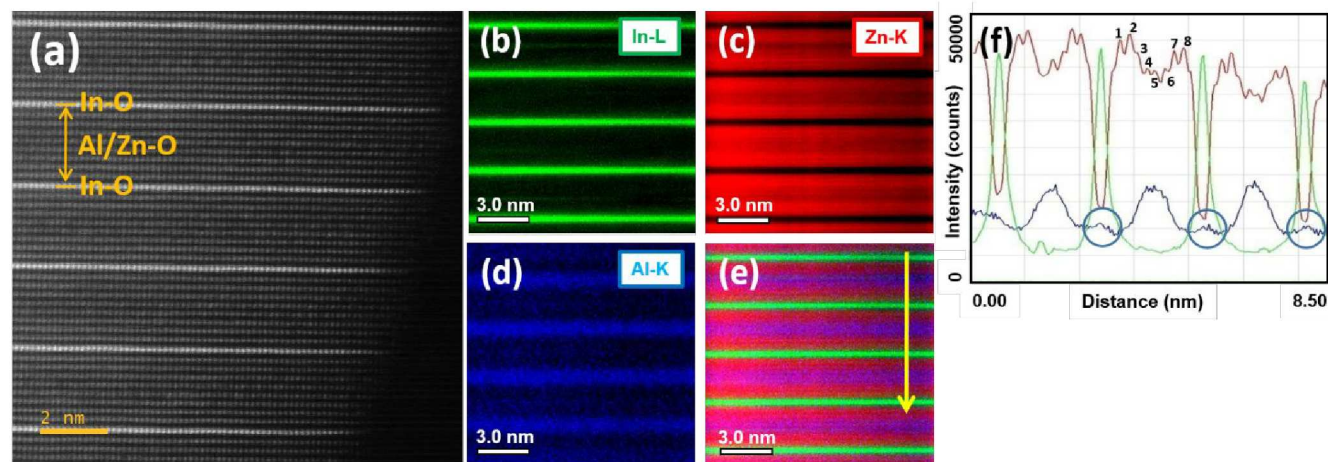 (a)
In-O
Al/Zn-O
In-O
2 nm
(b)
In-L
3.0 nm
(c)
Zn-K
3.0 nm
(d)
Al-K
3.0 nm
(e)
3.0 nm
(f)
50000
Intensity (counts)
0
1 2
3
4
5 6
7 8
0.00 Distance (nm) 8.50